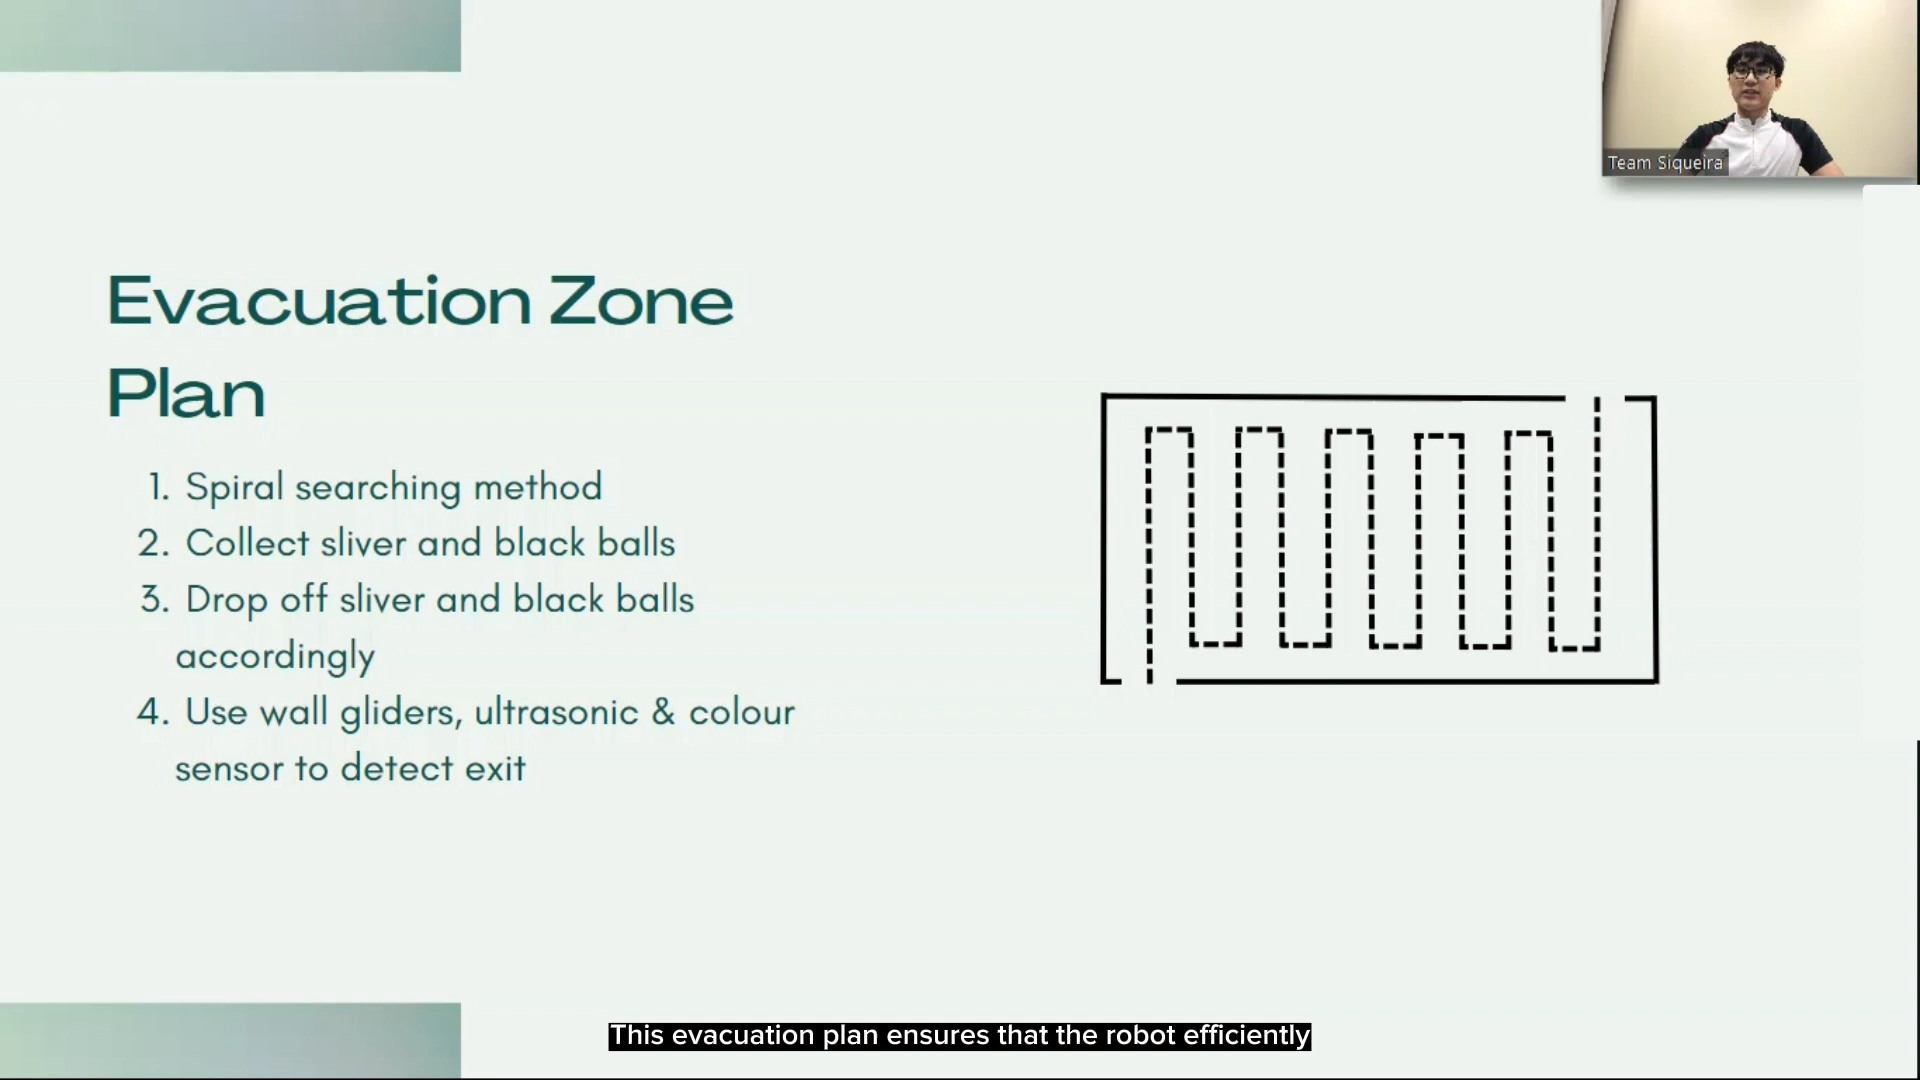 Team Siqueira
Evacuation Zone
Plan
1. Spiral searching method
2. Collect sliver and black balls
3. Drop off sliver and black balls
accordingly
4. Use wall gliders, ultrasonic & colour
sensor to detect exit
This evacuation plan ensures that the robot efficiently